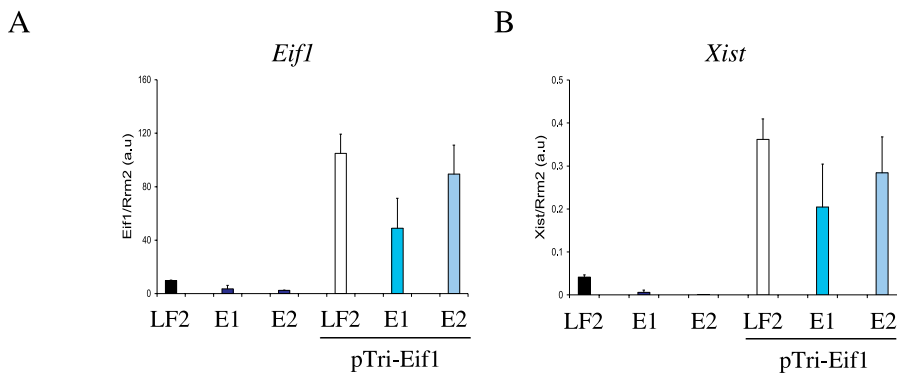 A
Eif1
Eif1/Rrm2 (a.u)
160
120
80
40
0
LF2 E1 E2 LF2 E1 E2
pTri-Eif1
B
Xist
Xist/Rrm2 (a.u)
0,5
0,4
0,3
0,2
0,1
0
LF2 E1 E2 LF2 E1 E2
pTri-Eif1